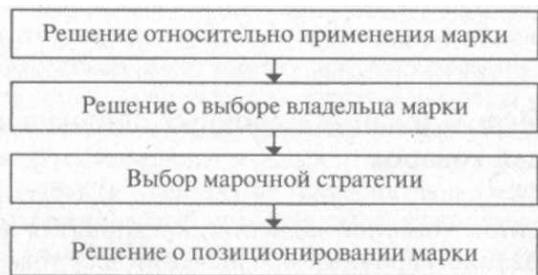 Решение относительно применения марки
Решение о выборе владельца марки
Выбор марочной стратегии
Решение о позиционировании марки